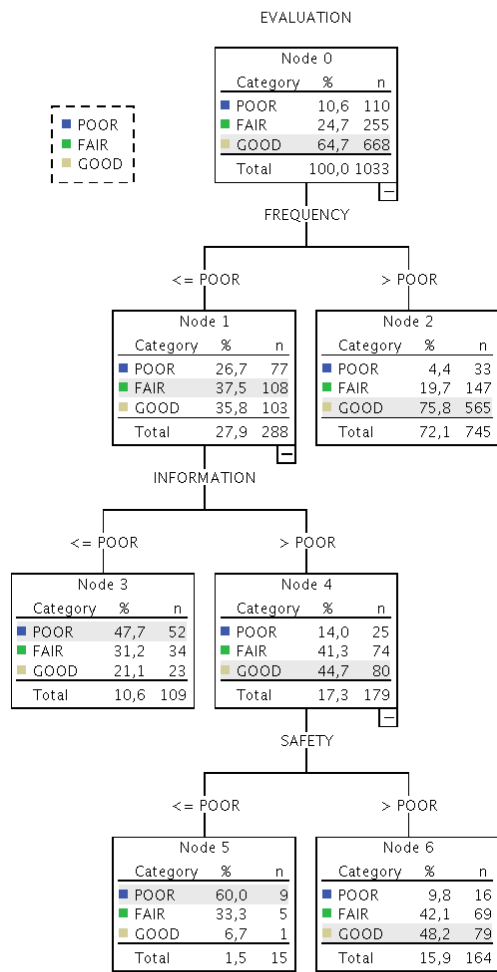 EVALUATION
Node 0
Category % n
POOR 10,6 110
FAIR 24,7 255
GOOD 64,7 668
Total 100,0 1033
POOR
FAIR
GOOD
FREQUENCY
<= POOR > POOR
Node 1
Category % n
POOR 26,7 77
FAIR 37,5 108
GOOD 35,8 103
Total 27,9 288
Node 2
Category % n
POOR 4,4 33
FAIR 19,7 147
GOOD 75,8 565
Total 72,1 745
INFORMATION
<= POOR > POOR
Node 3
Category % n
POOR 47,7 52
FAIR 31,2 34
GOOD 21,1 23
Total 10,6 109
Node 4
Category % n
POOR 14,0 25
FAIR 41,3 74
GOOD 44,7 80
Total 17,3 179
SAFETY
<= POOR > POOR
Node 5
Category % n
POOR 60,0 9
FAIR 33,3 5
GOOD 6,7 1
Total 1,5 15
Node 6
Category % n
POOR 9,8 16
FAIR 42,1 69
GOOD 48,2 79
Total 15,9 164